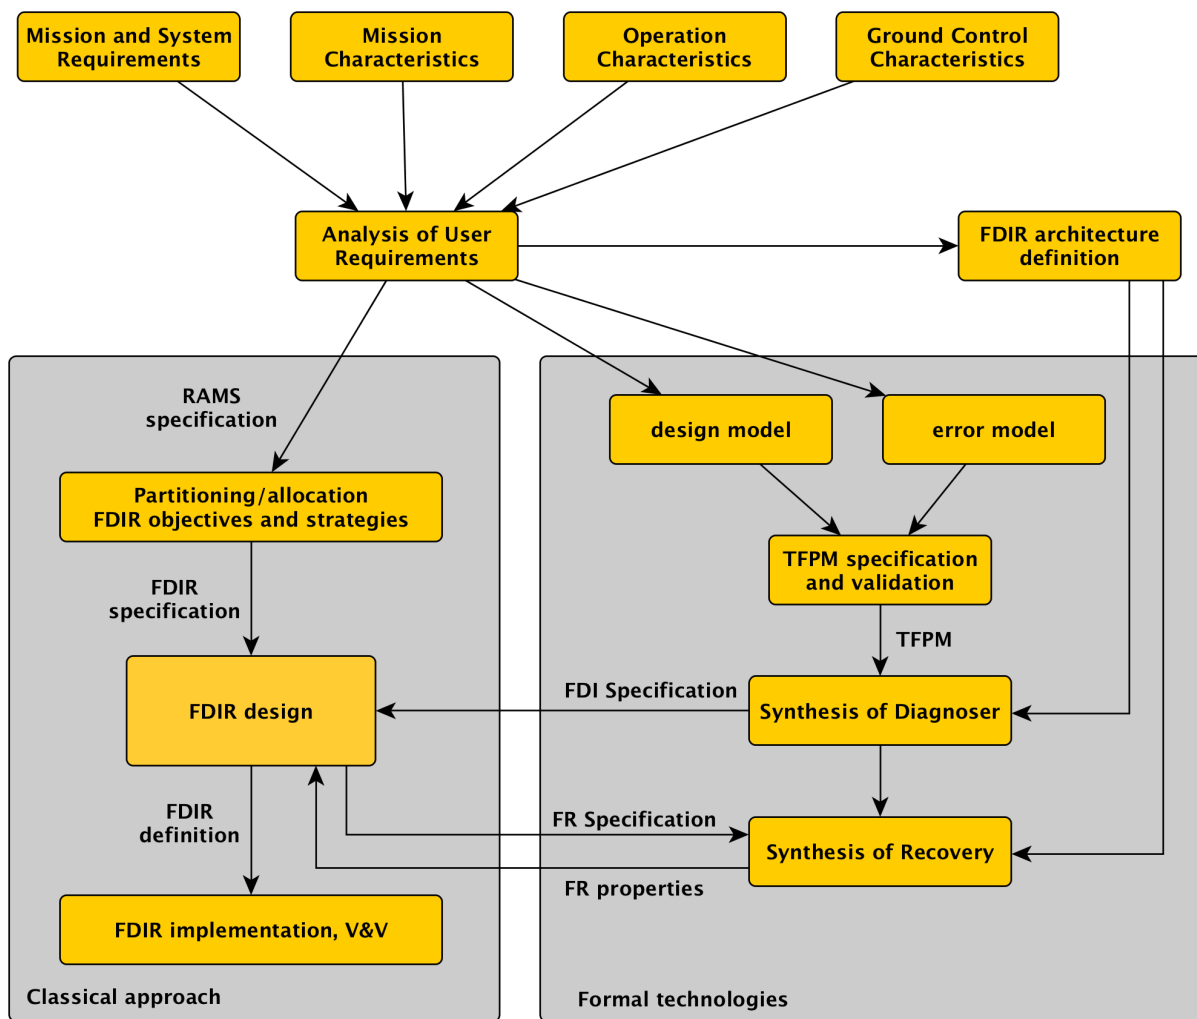 Mission and System
Requirements
Mission
Characteristics
Operation
Characteristics
Ground Control
Characteristics
Analysis of User
Requirements
FDIR architecture
definition
RAMS
specification
design model
error model
Partitioning/allocation
FDIR objectives and strategies
TFPM specification
and validation
FDIR
specification
TFPM
FDI Specification
FDIR design
Synthesis of Diagnoser
FDIR
definition
FR Specification
Synthesis of Recovery
FR properties
FDIR implementation, V&V
Classical approach
Formal technologies